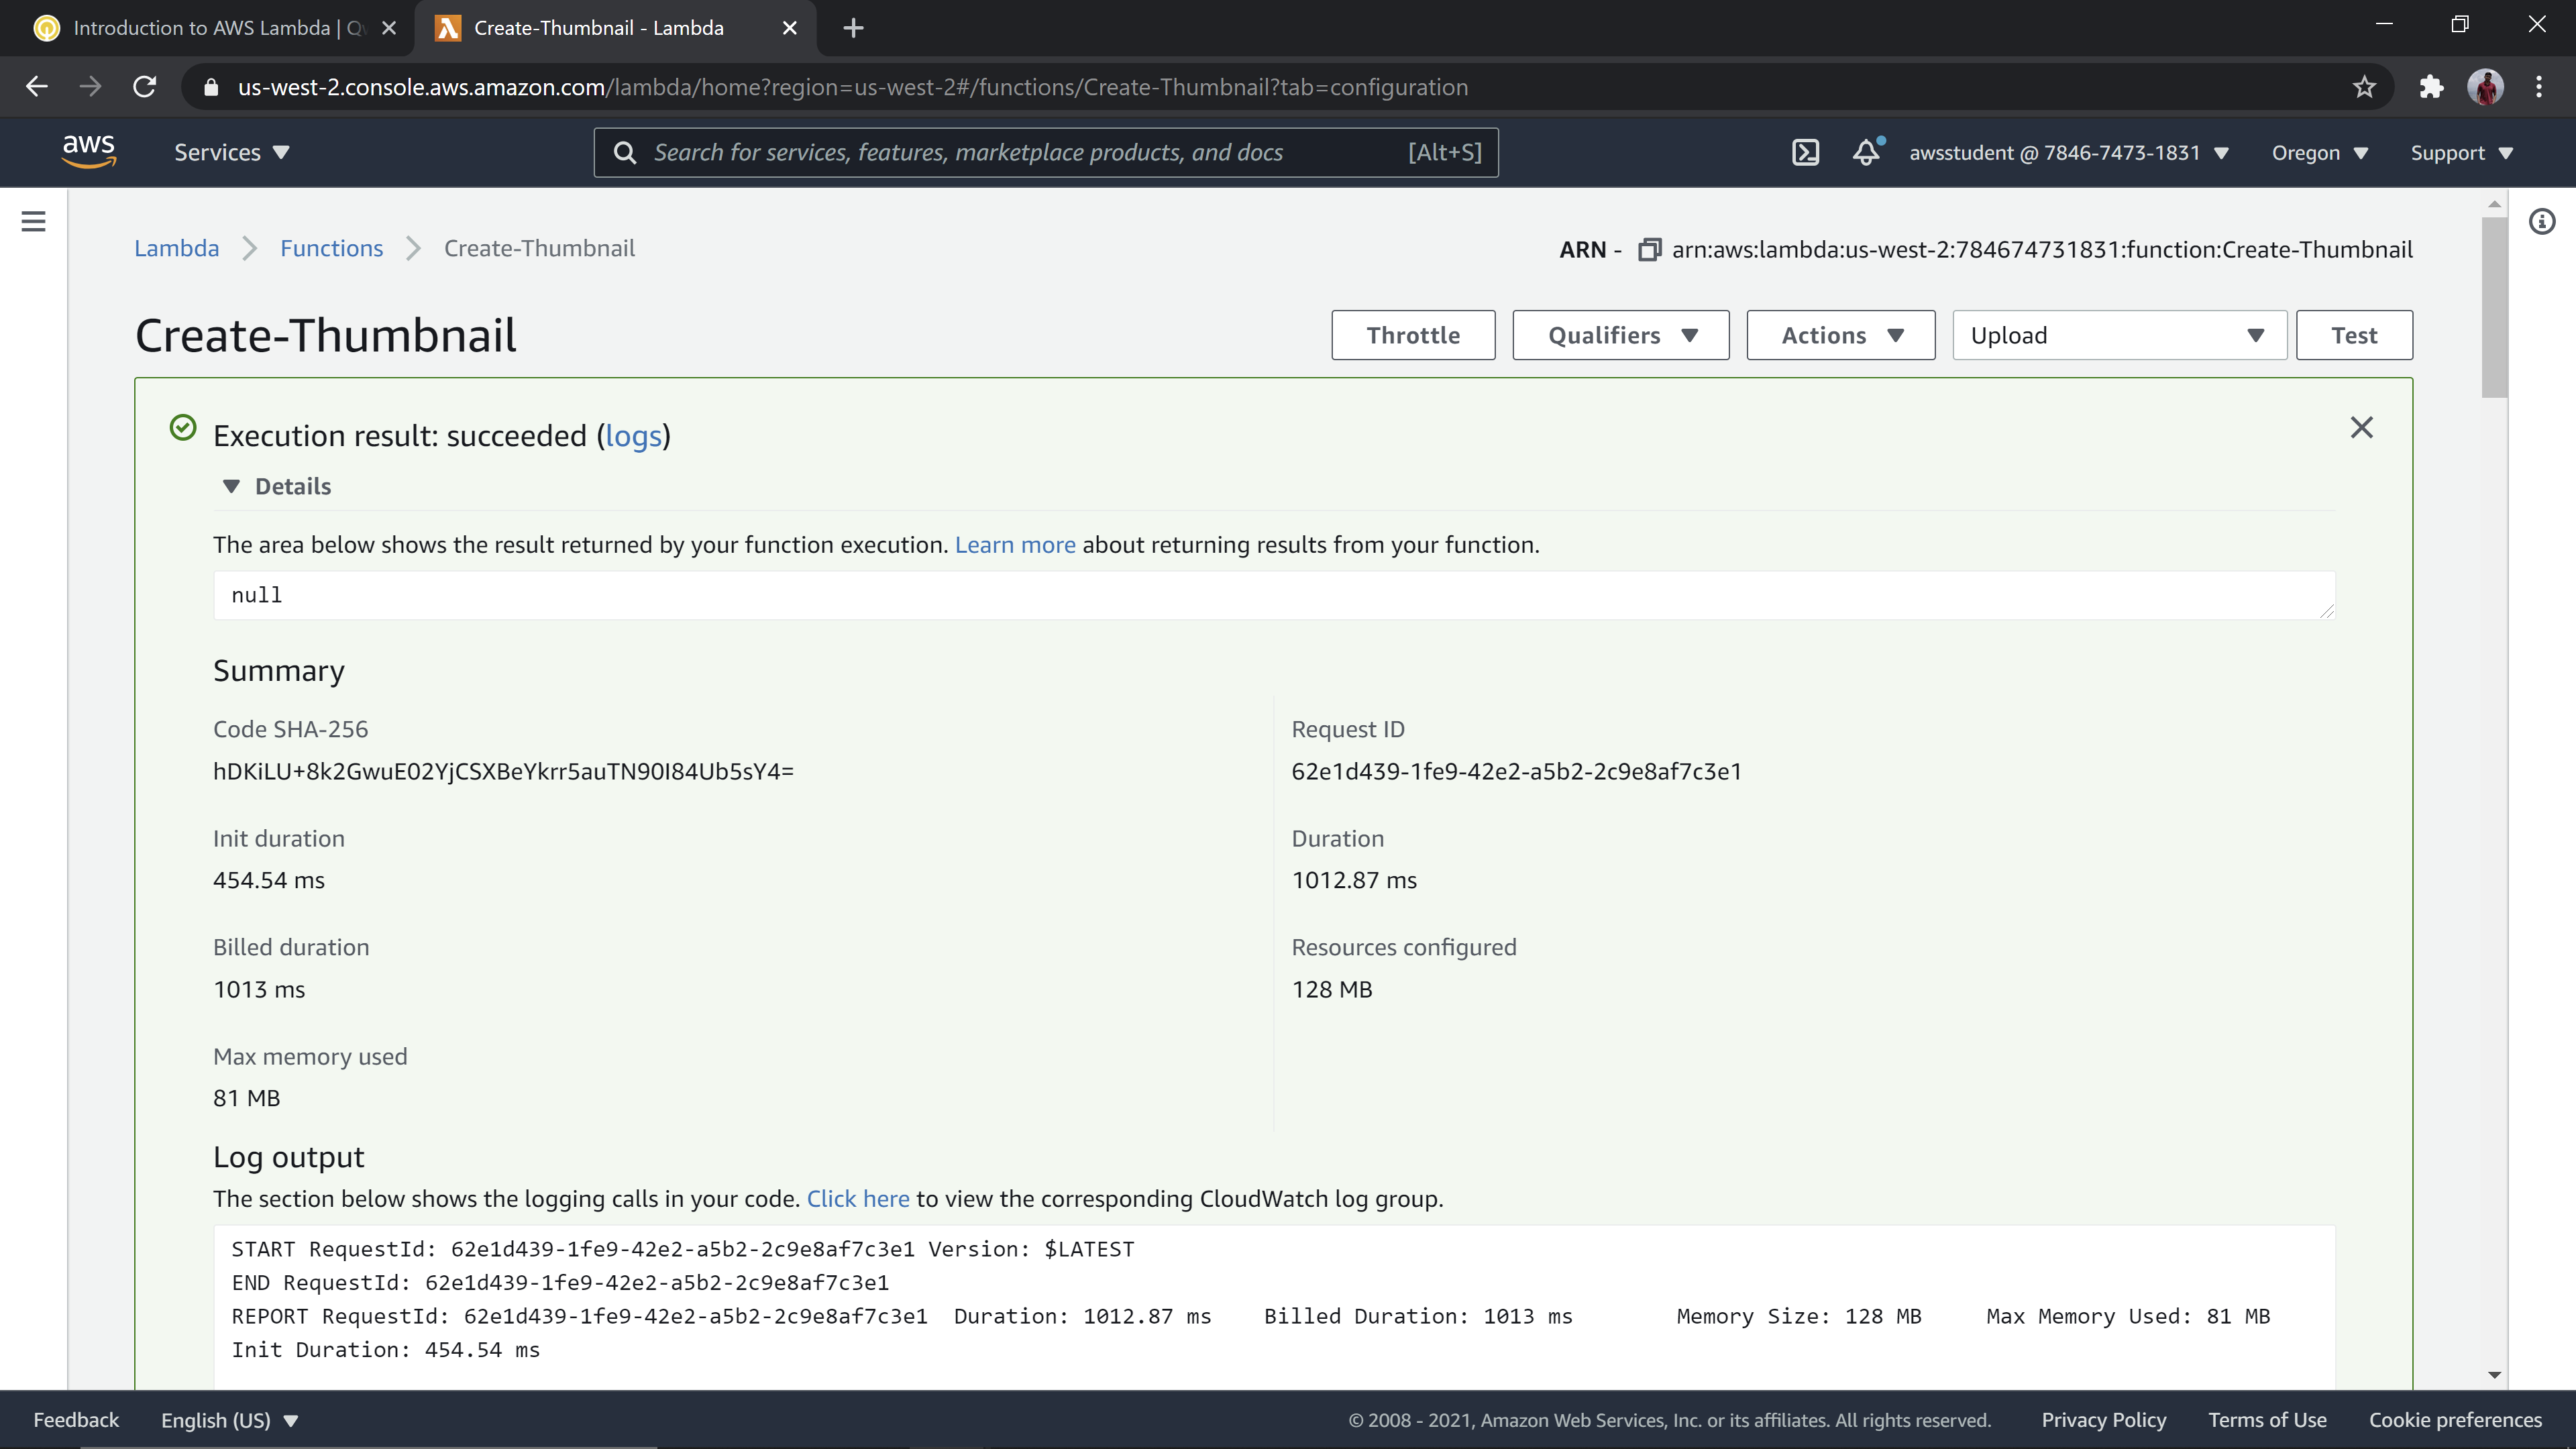 Introduction to AWS Lambda | Qw
Create-Thumbnail - Lambda
us-west-2.console.aws.amazon.com/lambda/home?region=us-west-2#/functions/Create-Thumbnail?tab=configuration
aws
Services
Search for services, features, marketplace products, and docs [Alt+S]
awsstudent @ 7846-7473-1831
Oregon
Support
Lambda Functions Create-Thumbnail
ARN - arn:aws:lambda:us-west-2:784674731831:function:Create-Thumbnail
Create-Thumbnail
Throttle
Qualifiers
Actions
Upload
Test
Execution result: succeeded (logs)
Details
The area below shows the result returned by your function execution. Learn more about returning results from your function.
null
Summary
Code SHA-256
hDKiLU+8k2GwuE02YjCSXBeYkrr5auTN90I84Ub5sY4=
Request ID
62e1d439-1fe9-42e2-a5b2-2c9e8af7c3e1
Init duration
454.54 ms
Duration
1012.87 ms
Billed duration
1013 ms
Resources configured
128 MB
Max memory used
81 MB
Log output
The section below shows the logging calls in your code. Click here to view the corresponding CloudWatch log group.
START RequestId: 62e1d439-1fe9-42e2-a5b2-2c9e8af7c3e1 Version: $LATEST
END RequestId: 62e1d439-1fe9-42e2-a5b2-2c9e8af7c3e1
REPORT RequestId: 62e1d439-1fe9-42e2-a5b2-2c9e8af7c3e1 Duration: 1012.87 ms Billed Duration: 1013 ms Memory Size: 128 MB Max Memory Used: 81 MB
Init Duration: 454.54 ms
Feedback
English (US)
© 2008 - 2021, Amazon Web Services, Inc. or its affiliates. All rights reserved.
Privacy Policy
Terms of Use
Cookie preferences